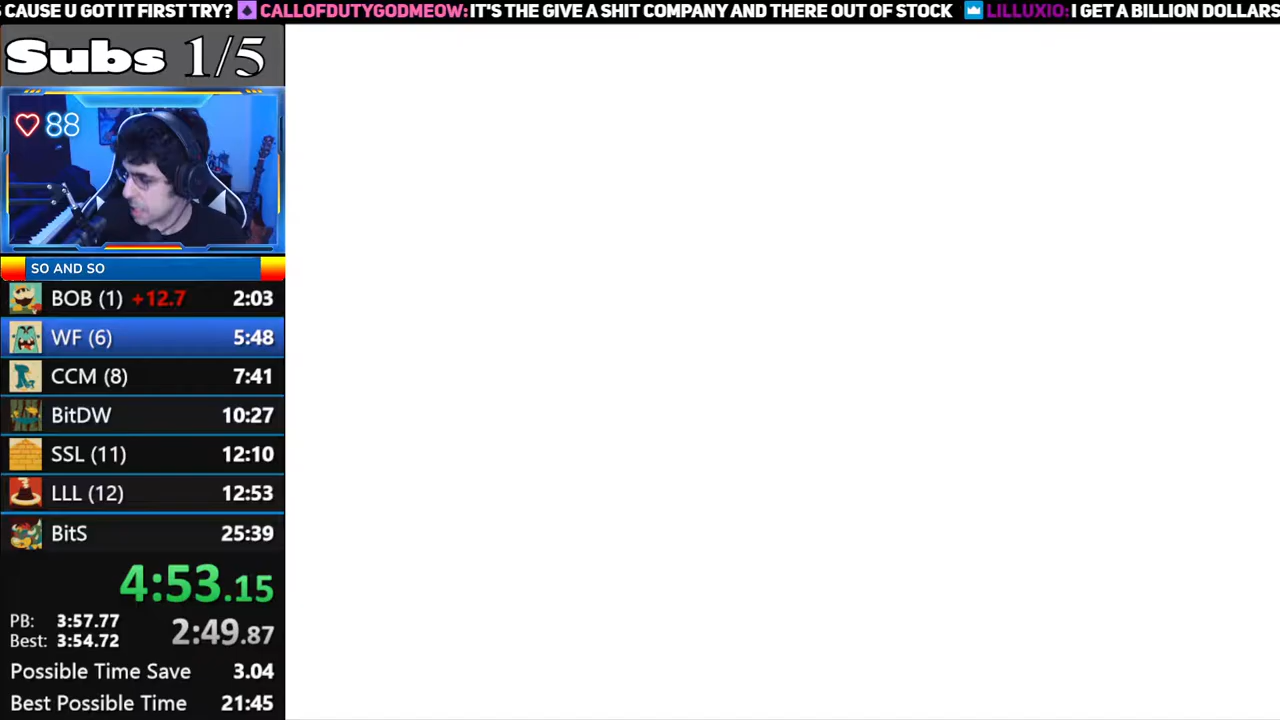 CAUSE U GOT IT FIRST TRY? CALLOFDUTYGODMEOW: IT'S THE GIVE A SHIT COMPANY AND THERE OUT OF STOCK LILLUXIO: I GET A BILLION DOLLARS
Subs 1/5
88
SO AND SO
BOB (1) +12.7 2:03
WF (6) 5:48
CCM (8) 7:41
BitDW 10:27
SSL (11) 12:10
LLL (12) 12:53
BitS 25:39
4:53.15
PB: 3:57.77
Best: 3:54.72
2:49.87
Possible Time Save 3.04
Best Possible Time 21:45